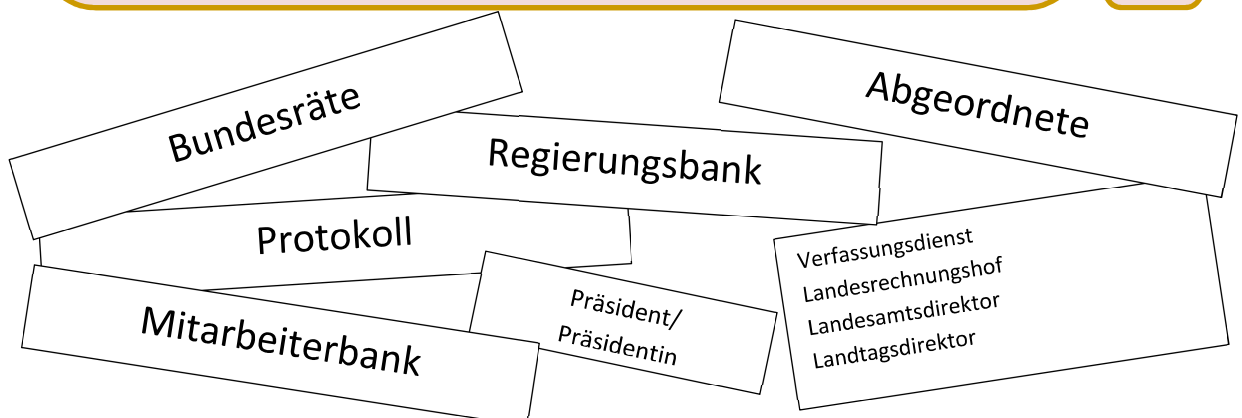 Bundesräte
Abgeordnete
Regierungsbank
Protokoll
Verfassungsdienst
Landesrechnungshof
Landesamtsdirektor
Landtagsdirektor
Präsident/
Präsidentin
Mitarbeiterbank